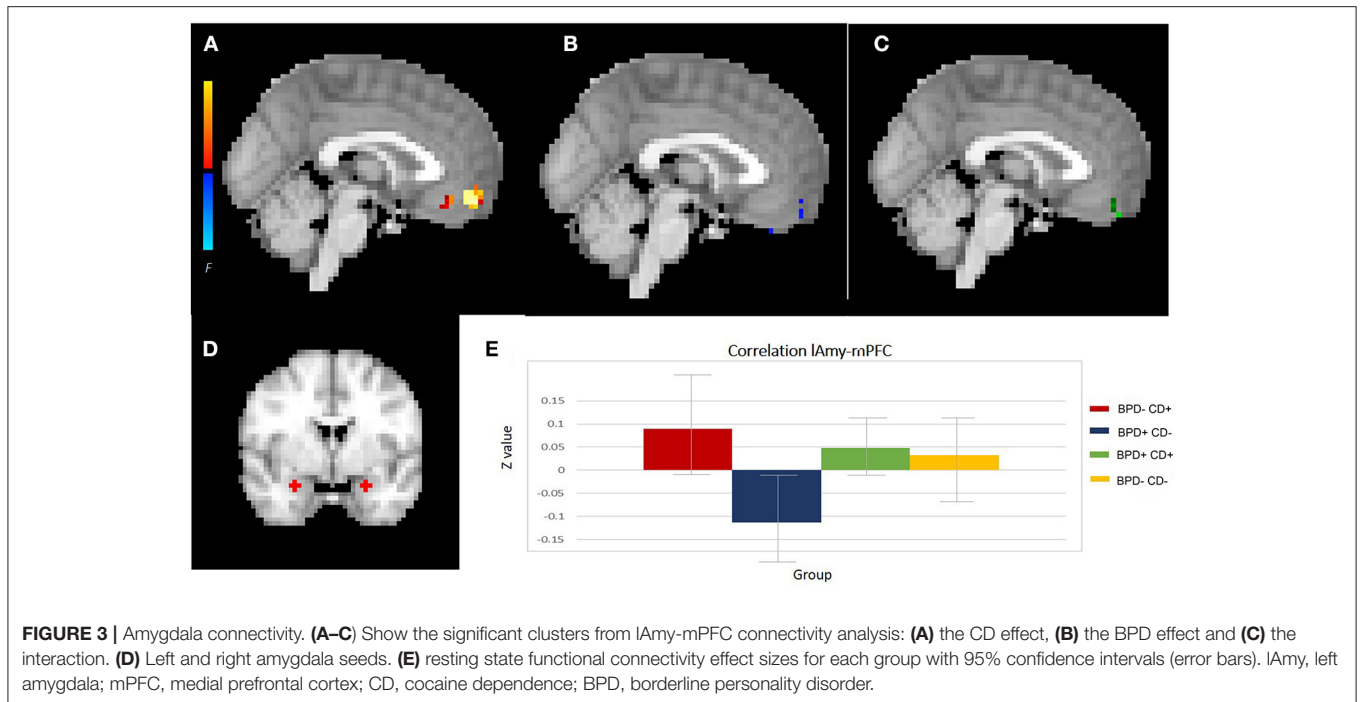 A
B
C
F
D
E
Correlation lAmy-mPFC
Z value
0.15
0.1
0.05
0
-0.05
-0.1
-0.15
Group
BPD- CD+
BPD+ CD-
BPD+ CD+
BPD- CD-
FIGURE 3 | Amygdala connectivity. (A–C) Show the significant clusters from lAmy-mPFC connectivity analysis: (A) the CD effect, (B) the BPD effect and (C) the
interaction. (D) Left and right amygdala seeds. (E) resting state functional connectivity effect sizes for each group with 95% confidence intervals (error bars). lAmy, left
amygdala; mPFC, medial prefrontal cortex; CD, cocaine dependence; BPD, borderline personality disorder.